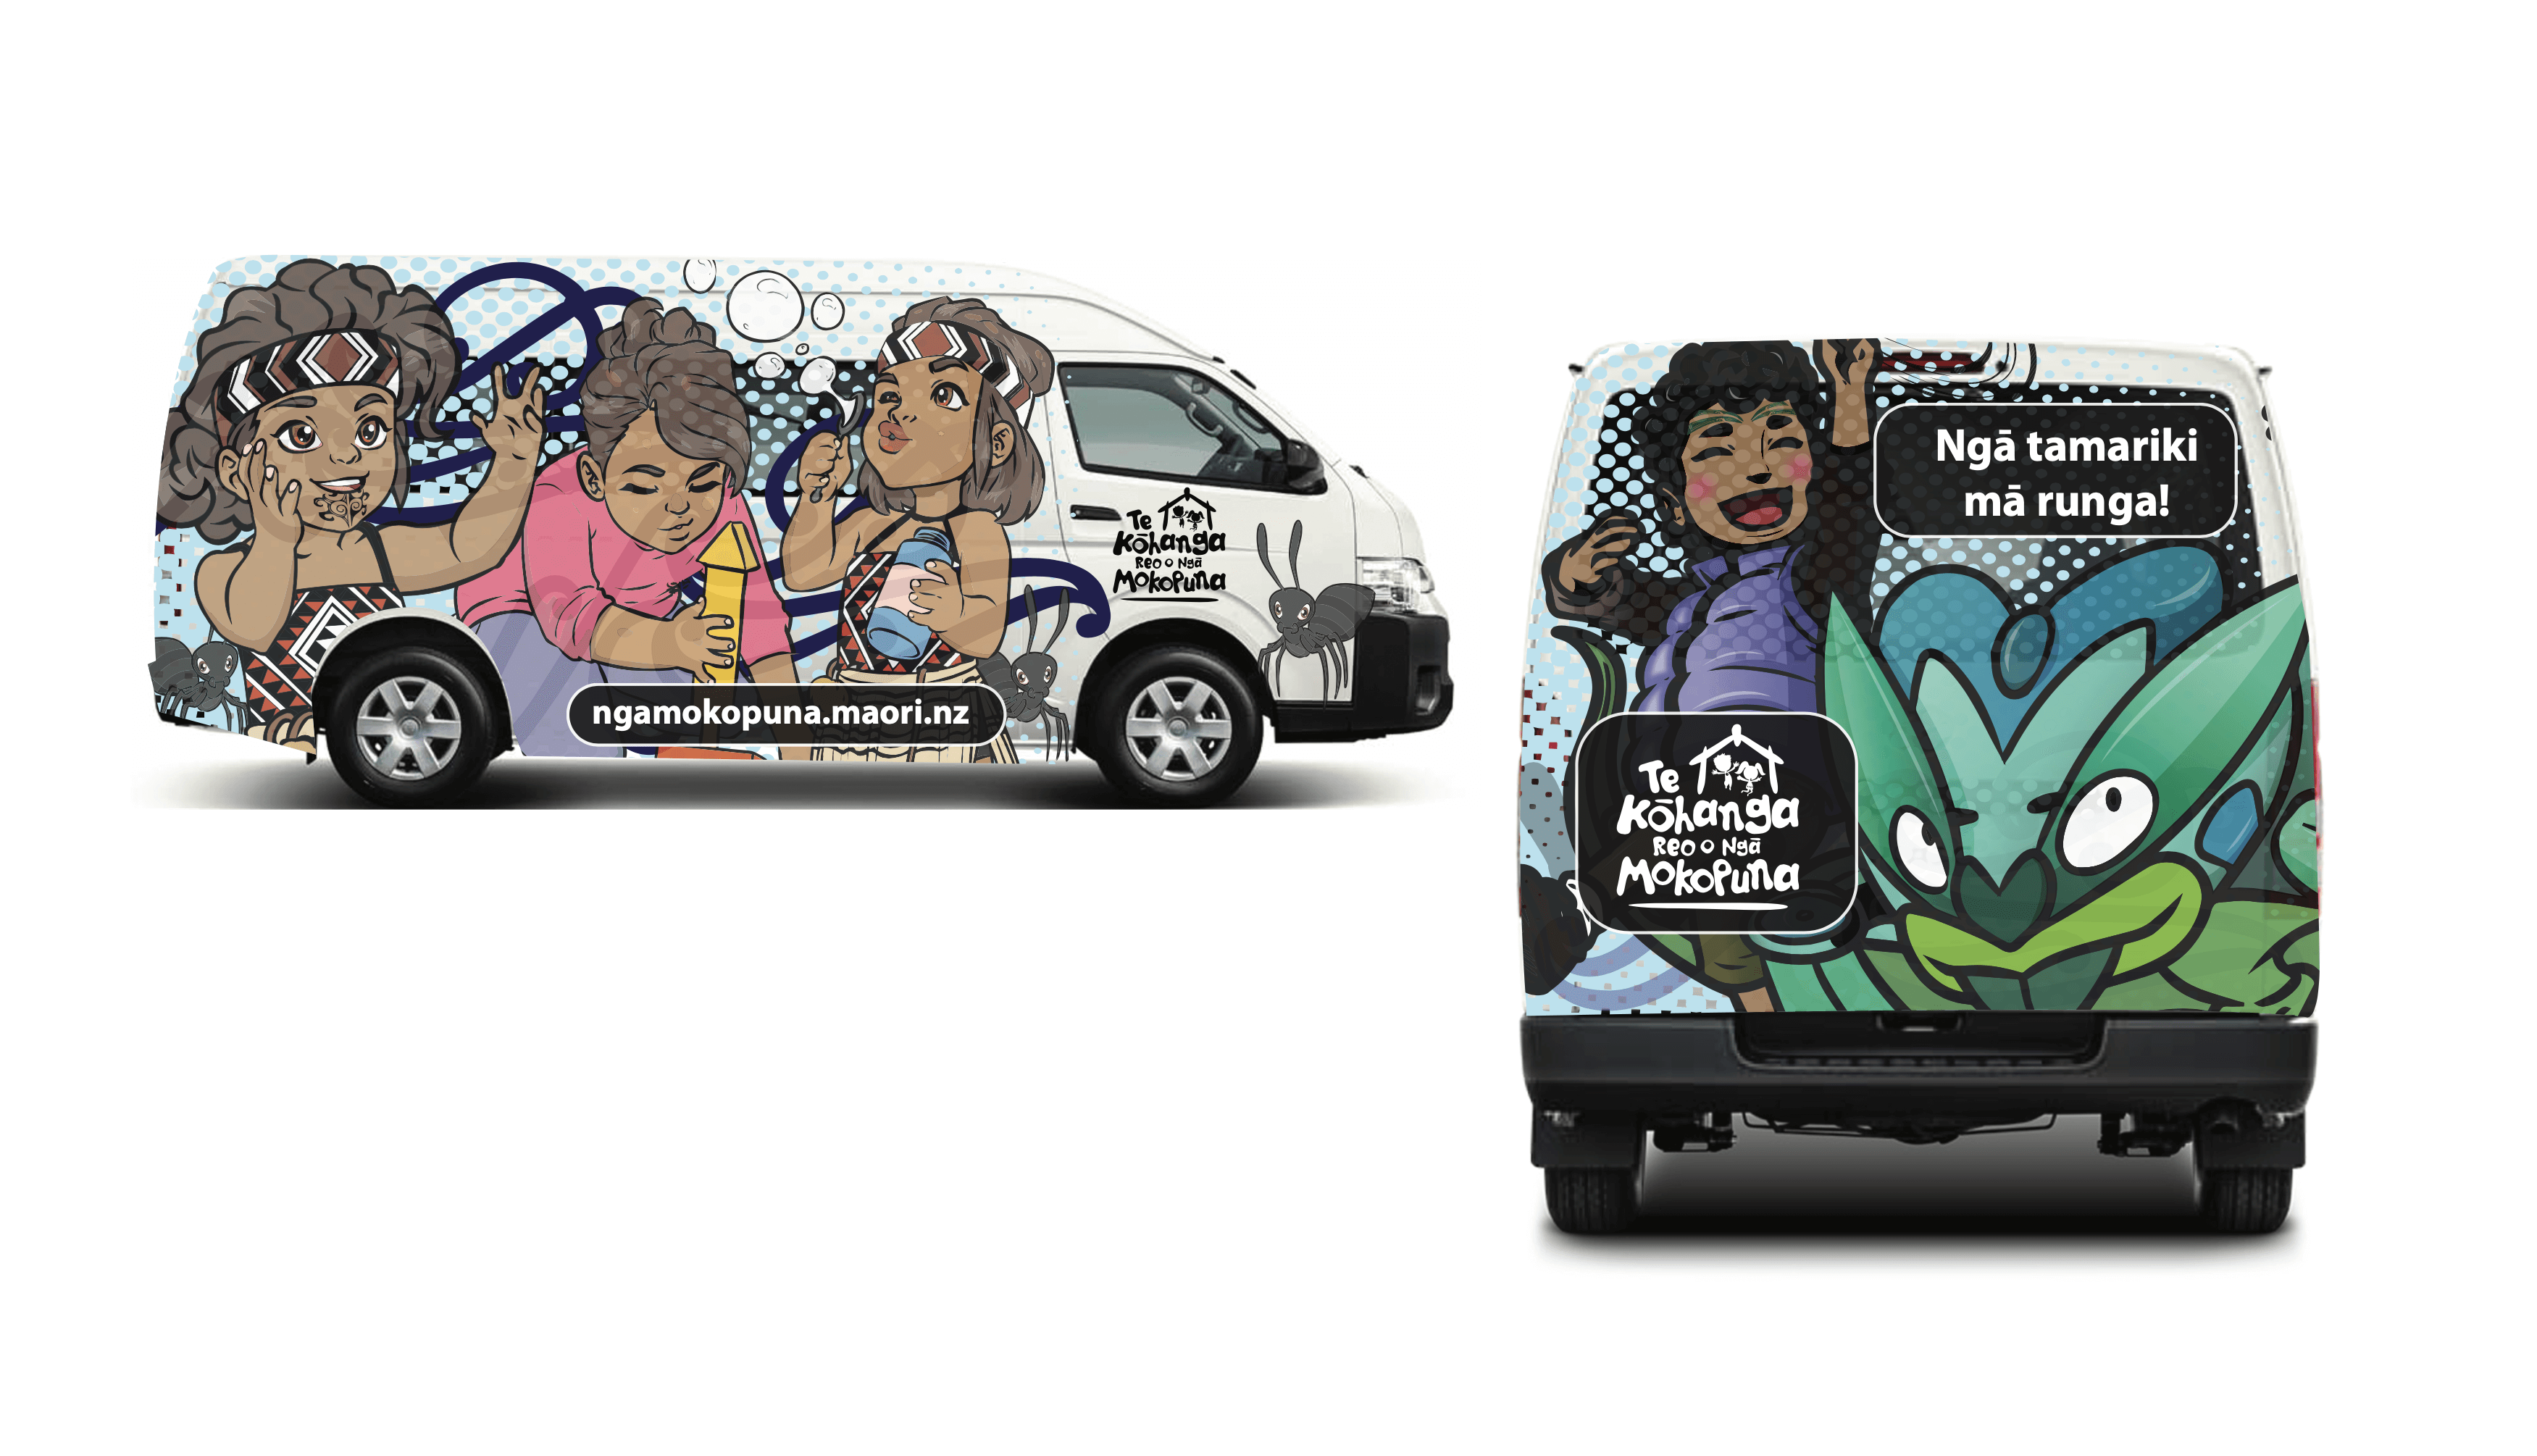 Te
Kōhanga
Reo o Ngā
Mokopuna
ngamokopuna.maori.nz
Ngā tamariki
mā runga!
Te
Kōhanga
Reo o Ngā
Mokopuna